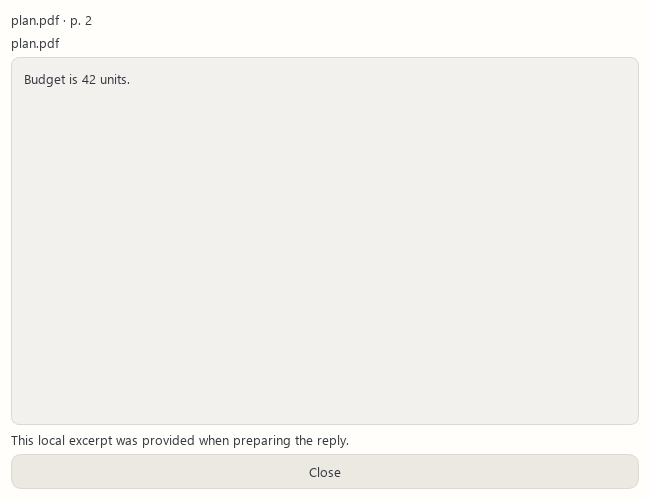 plan.pdf · p. 2
plan.pdf
Budget is 42 units.
This local excerpt was provided when preparing the reply.
Close